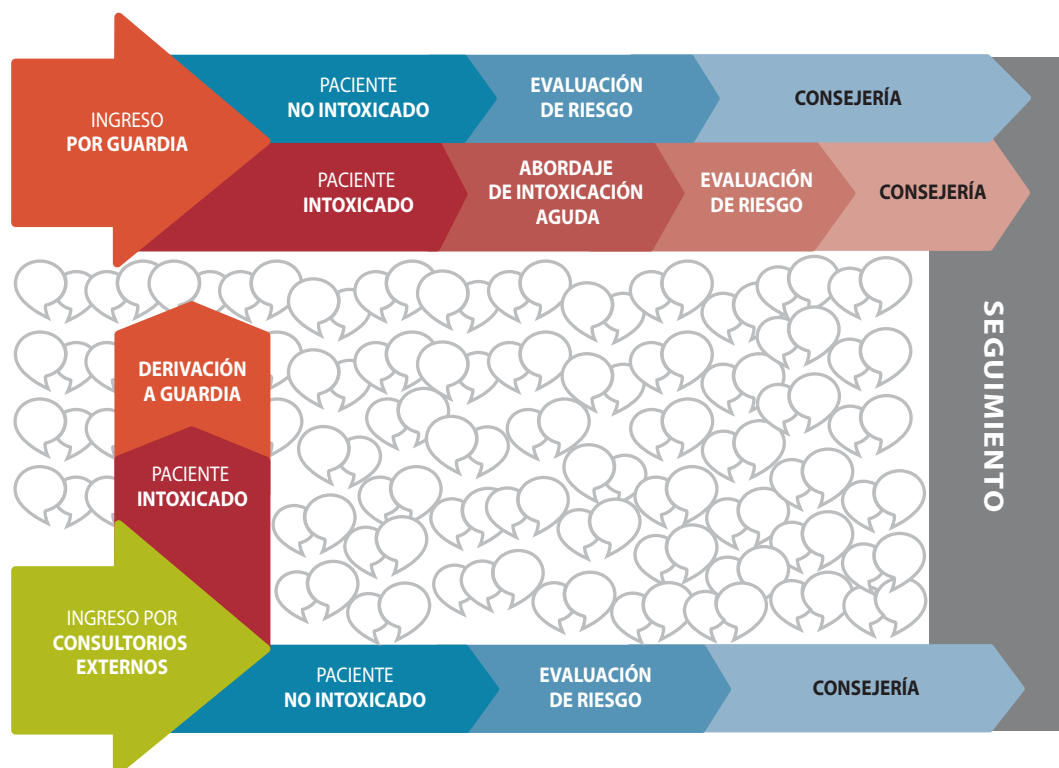 INGRESO
POR GUARDIA
PACIENTE
NO INTOXICADO
EVALUACIÓN
DE RIESGO
CONSEJERÍA
PACIENTE
INTOXICADO
ABORDAJE
DE INTOXICACIÓN
AGUDA
EVALUACIÓN
DE RIESGO
CONSEJERÍA
DERIVACIÓN
A GUARDIA
PACIENTE
INTOXICADO
INGRESO POR
CONSULTORIOS
EXTERNOS
PACIENTE
NO INTOXICADO
EVALUACIÓN
DE RIESGO
CONSEJERÍA
SEGUIMIENTO